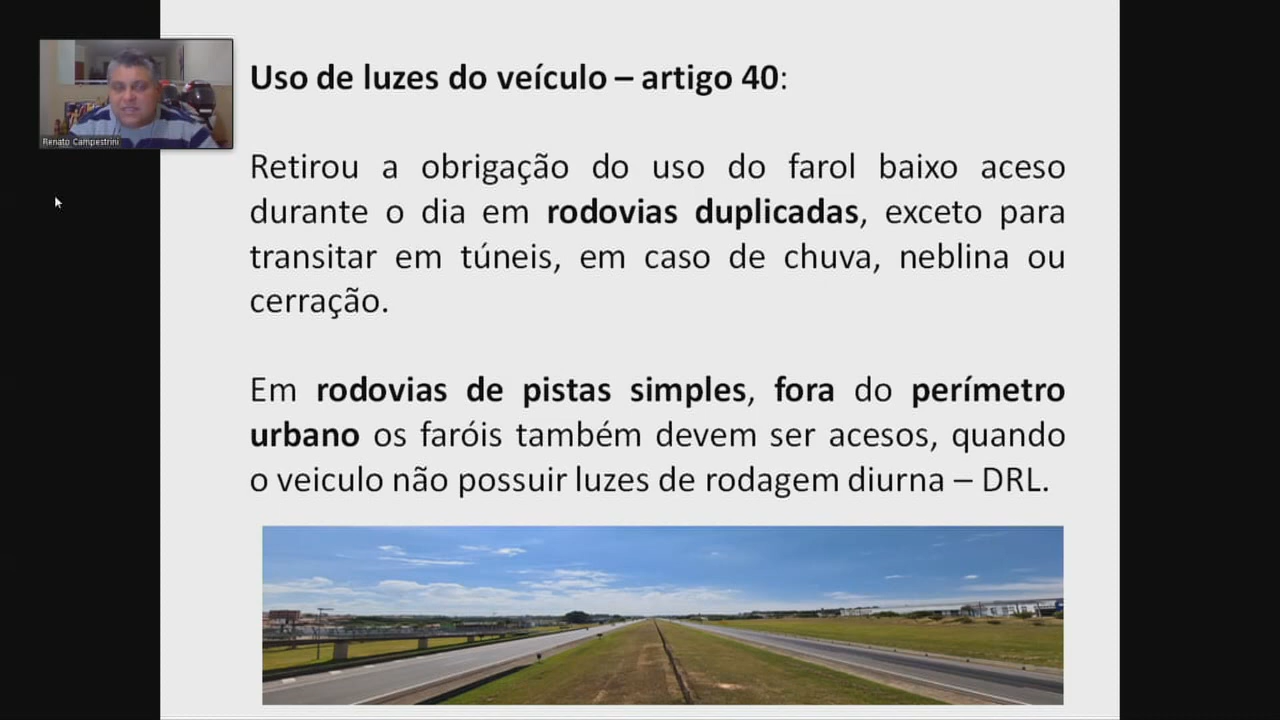 Uso de luzes do veículo – artigo 40:
Renato Campestrini
Retirou a obrigação do uso do farol baixo aceso
durante o dia em rodovias duplicadas, exceto para
transitar em túneis, em caso de chuva, neblina ou
cerração.
Em rodovias de pistas simples, fora do perímetro
urbano os faróis também devem ser acesos, quando
o veiculo não possuir luzes de rodagem diurna – DRL.